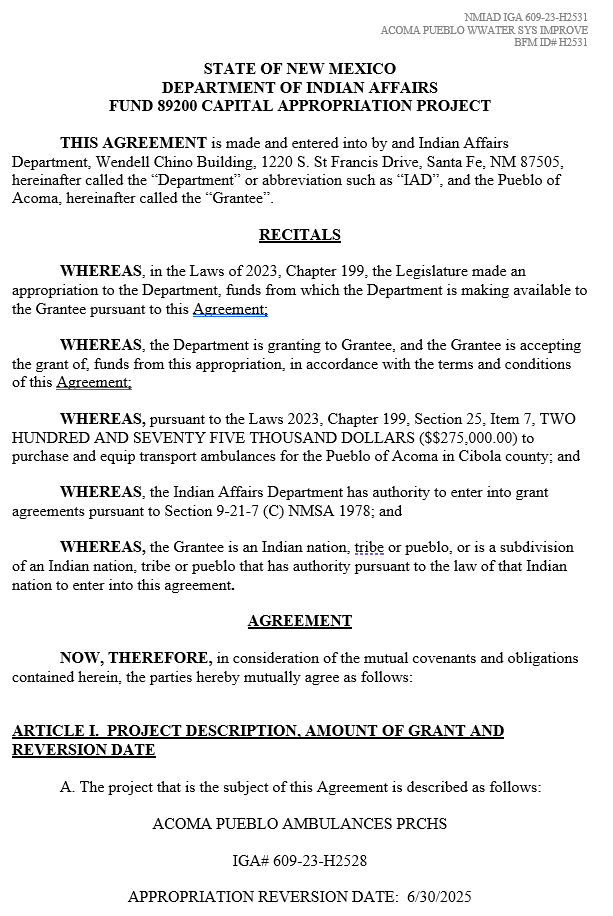 NMIAD IGA 609-23-H2531
ACOMA PUEBLO WWATER SYS IMPROVE
BFM ID# H2531
STATE OF NEW MEXICO
DEPARTMENT OF INDIAN AFFAIRS
FUND 89200 CAPITAL APPROPRIATION PROJECT
THIS AGREEMENT is made and entered into by and Indian Affairs
Department, Wendell Chino Building, 1220 S. St Francis Drive, Santa Fe, NM 87505,
hereinafter called the “Department” or abbreviation such as “IAD”, and the Pueblo of
Acoma, hereinafter called the “Grantee”.
RECITALS
WHEREAS, in the Laws of 2023, Chapter 199, the Legislature made an
appropriation to the Department, funds from which the Department is making available to
the Grantee pursuant to this Agreement;
WHEREAS, the Department is granting to Grantee, and the Grantee is accepting
the grant of, funds from this appropriation, in accordance with the terms and conditions
of this Agreement;
WHEREAS, pursuant to the Laws 2023, Chapter 199, Section 25, Item 7, TWO
HUNDRED AND SEVENTY FIVE THOUSAND DOLLARS ($$275,000.00) to
purchase and equip transport ambulances for the Pueblo of Acoma in Cibola county; and
WHEREAS, the Indian Affairs Department has authority to enter into grant
agreements pursuant to Section 9-21-7 (C) NMSA 1978; and
WHEREAS, the Grantee is an Indian nation, tribe or pueblo, or is a subdivision
of an Indian nation, tribe or pueblo that has authority pursuant to the law of that Indian
nation to enter into this agreement.
AGREEMENT
NOW, THEREFORE, in consideration of the mutual covenants and obligations
contained herein, the parties hereby mutually agree as follows:
ARTICLE I. PROJECT DESCRIPTION, AMOUNT OF GRANT AND
REVERSION DATE
A. The project that is the subject of this Agreement is described as follows:
ACOMA PUEBLO AMBULANCES PRCHS
IGA# 609-23-H2528
APPROPRIATION REVERSION DATE: 6/30/2025